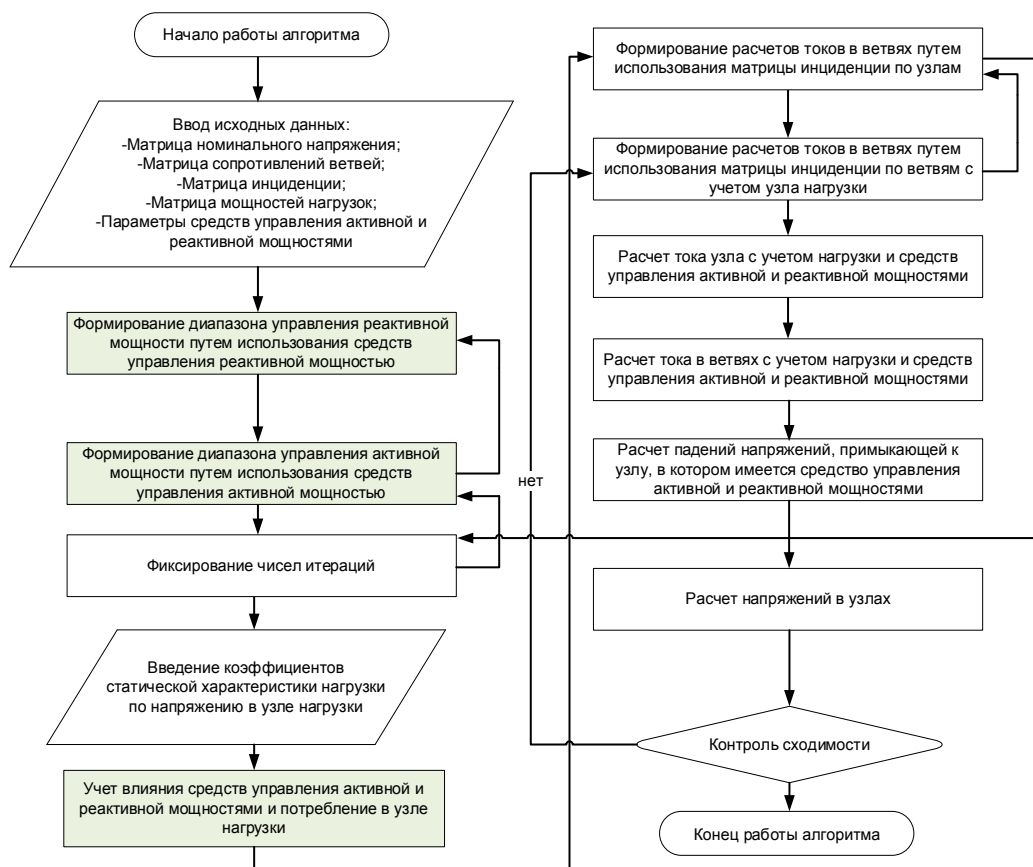 Начало работы алгоритма
Ввод исходных данных:
-Матрица номинального напряжения;
-Матрица сопротивлений ветвей;
-Матрица инциденции;
-Матрица мощностей нагрузок;
-Параметры средств управления активной и
реактивной мощностями
Формирование диапазона управления реактивной
мощности путем использования средств
управления реактивной мощностью
Формирование диапазона управления активной
мощности путем использования средств
управления активной мощностью
Фиксирование чисел итераций
Введение коэффициентов
статической характеристики нагрузки
по напряжению в узле нагрузки
Учет влияния средств управления активной и
реактивной мощностями и потребление в узле
нагрузки
Формирование расчетов токов в ветвях путем
использования матрицы инциденции по узлам
Формирование расчетов токов в ветвях путем
использования матрицы инциденции по ветвям с
учетом узла нагрузки
Расчет тока узла с учетом нагрузки и средств
управления активной и реактивной мощностями
Расчет тока в ветвях с учетом нагрузки и средств
управления активной и реактивной мощностями
Расчет падений напряжений, примыкающей к
узлу, в котором имеется средство управления
активной и реактивной мощностями
нет
Расчет напряжений в узлах
Контроль сходимости
Конец работы алгоритма